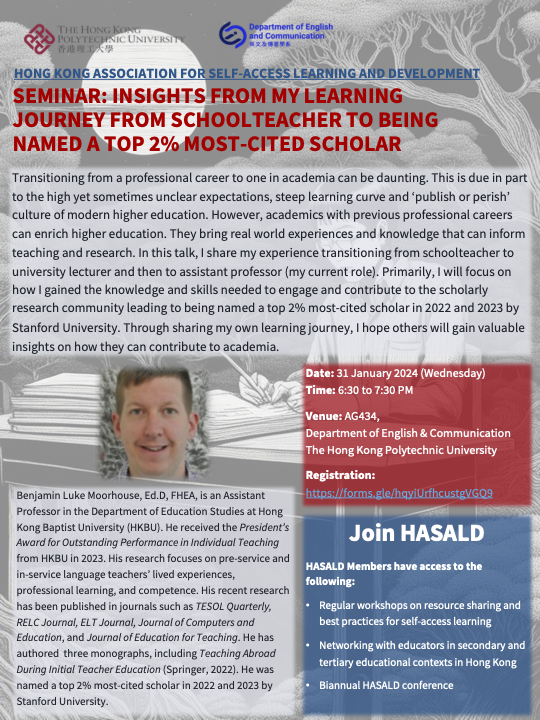 THE HONG KONG
POLYTECHNIC UNIVERSITY
香港理工大學
Department of English
and Communication
英文及傳意學系
HONG KONG ASSOCIATION FOR SELF-ACCESS LEARNING AND DEVELOPMENT
SEMINAR: INSIGHTS FROM MY LEARNING
JOURNEY FROM SCHOOLTEACHER TO BEING
NAMED A TOP 2% MOST-CITED SCHOLAR
Transitioning from a professional career to one in academia can be daunting. This is due in part
to the high yet sometimes unclear expectations, steep learning curve and ‘publish or perish’
culture of modern higher education. However, academics with previous professional careers
can enrich higher education. They bring real world experiences and knowledge that can inform
teaching and research. In this talk, I share my experience transitioning from schoolteacher to
university lecturer and then to assistant professor (my current role). Primarily, I will focus on
how I gained the knowledge and skills needed to engage and contribute to the scholarly
research community leading to being named a top 2% most-cited scholar in 2022 and 2023 by
Stanford University. Through sharing my own learning journey, I hope others will gain valuable
insights on how they can contribute to academia.
Date: 31 January 2024 (Wednesday)
Time: 6:30 to 7:30 PM
Venue: AG434,
Department of English & Communication
The Hong Kong Polytechnic University
Registration:
https://forms.gle/hqyiUrfhcustgVGQ9
Benjamin Luke Moorhouse, Ed.D, FHEA, is an Assistant
Professor in the Department of Education Studies at Hong
Kong Baptist University (HKBU). He received the President's
Award for Outstanding Performance in Individual Teaching
from HKBU in 2023. His research focuses on pre-service and
in-service language teachers’ lived experiences,
professional learning, and competence. His recent research
has been published in journals such as TESOL Quarterly,
RELC Journal, ELT Journal, Journal of Computers and
Education, and Journal of Education for Teaching. He has
authored three monographs, including Teaching Abroad
During Initial Teacher Education (Springer, 2022). He was
named a top 2% most-cited scholar in 2022 and 2023 by
Stanford University.
Join HASALD
HASALD Members have access to the
following:
• Regular workshops on resource sharing and
best practices for self-access learning
• Networking with educators in secondary and
tertiary educational contexts in Hong Kong
• Biannual HASALD conference